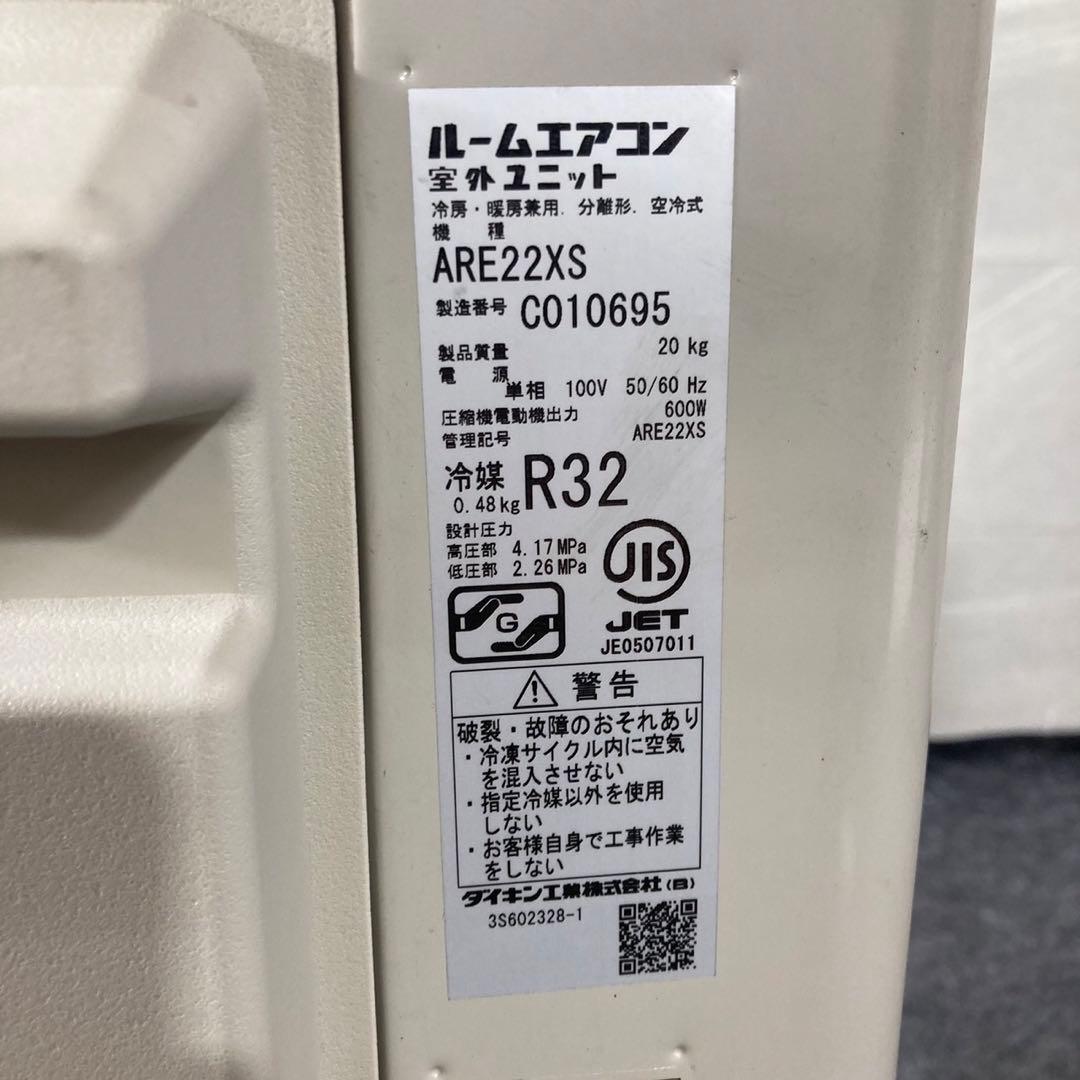 ルームエアコン
室外ユニット
冷房・暖房兼用. 分離形. 空冷式
機 種
ARE22XS
製造番号 C010695
製品質量 20 kg
電 源
単相 100V 50/60 Hz
圧縮機電動機出力 600W
管理記号 ARE22XS
冷媒 R32
0.48kg
設計圧力
高圧部 4.17MPa
低圧部 2.26MPa
JIS
G
JET
JE0507011
警告
破裂・故障のおそれあり
・冷凍サイクル内に空気
を混入させない
・指定冷媒以外を使用
しない
・お客様自身で工事作業
をしない
ダイキン工業株式会社(B)
3S602328-1